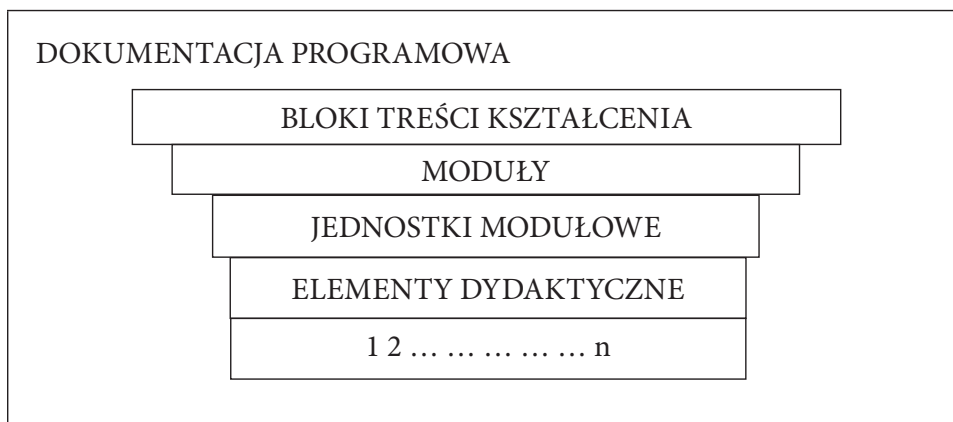 DOKUMENTACJA PROGRAMOWA
BLOKI TREŚCI KSZTAŁCENIA
MODUŁY
JEDNOSTKI MODUŁOWE
ELEMENTY DYDAKTYCZNE
1 2 … … … … … n